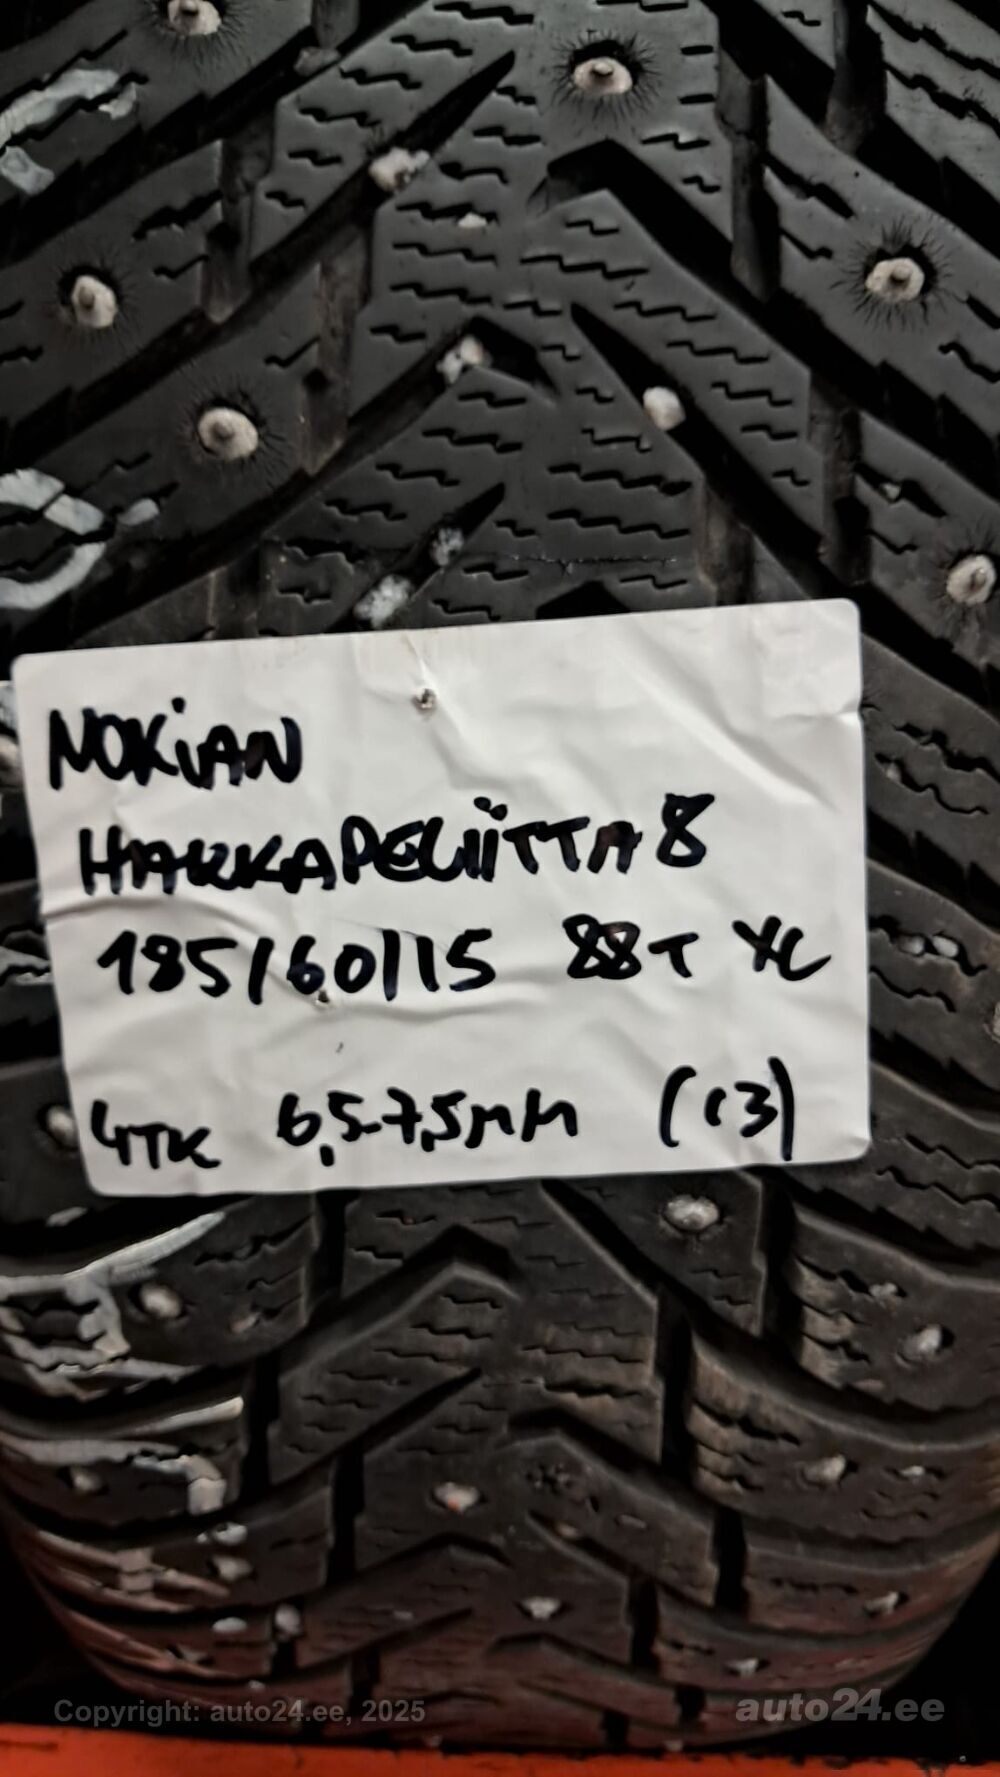 NOKiAN
HAKKAPELIITTA 8
185/60/15 88T XL
4TK 6,5-7,5MM (13)
Copyright: auto24.ee, 2025
auto24.ee